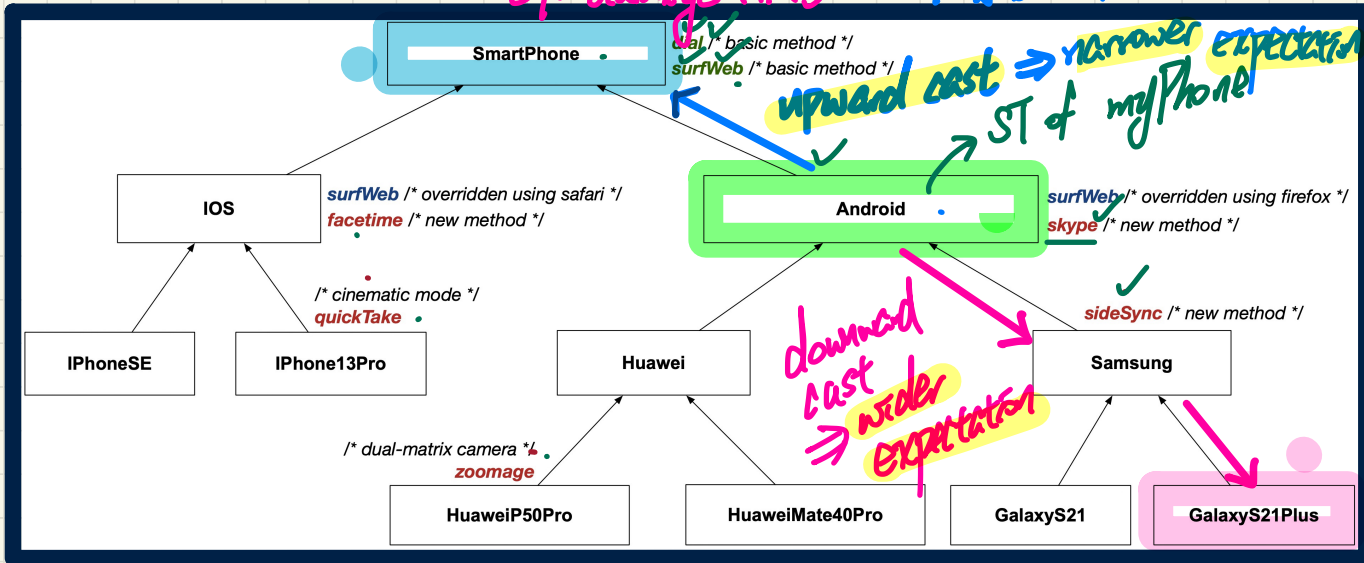 SmartPhone
dial /* basic method */
surfWeb /* basic method */
upward cast ⇒ narrower expectation
ST of myPhone
IOS
surfWeb /* overridden using safari */
facetime /* new method */
Android
surfWeb /* overridden using firefox */
skype /* new method */
/* cinematic mode */
quickTake
sideSync /* new method */
IPhoneSE
IPhone13Pro
Huawei
downward
cast
⇒ wider
expectation
Samsung
/* dual-matrix camera */
zoomage
HuaweiP50Pro
HuaweiMate40Pro
GalaxyS21
GalaxyS21Plus